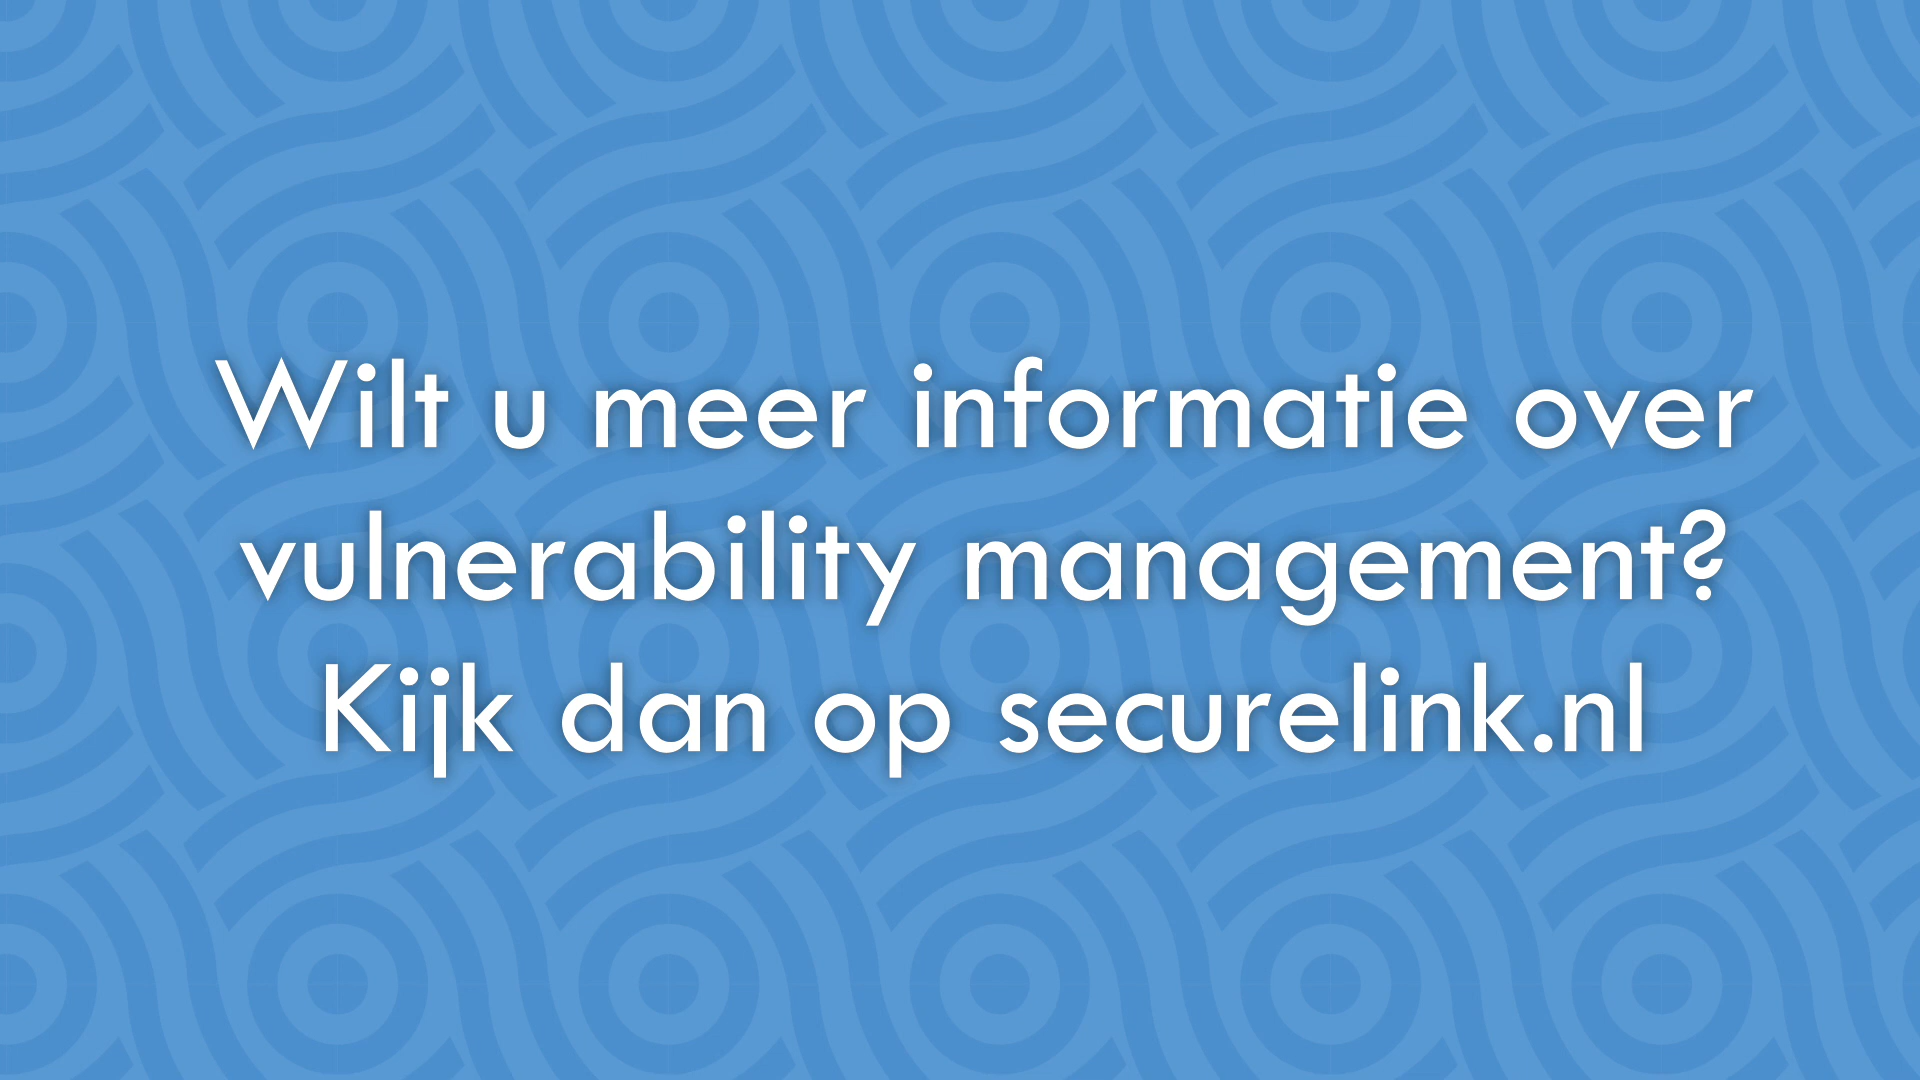 Wilt u meer informatie over
vulnerability management?
Kijk dan op securelink.nl